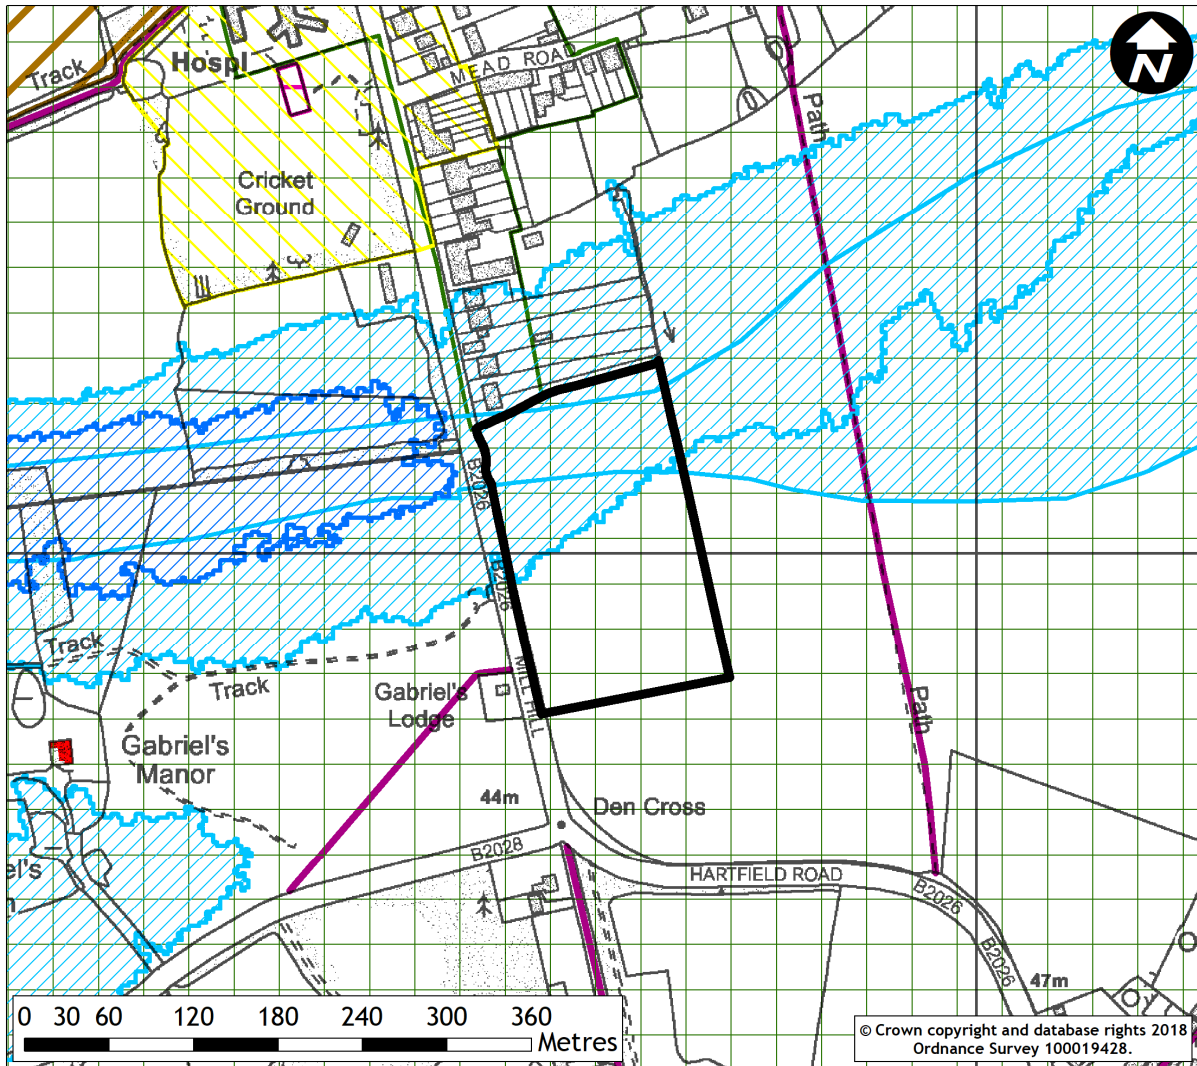 N
Track
Hospl
MEAD ROA
Path
Cricket
Ground
B2026
B2026
Track
Track
MILL HILL
Gabriel's
Lodge
Path
Gabriel's
Manor
44m
Den Cross
B2028
HARTFIELD ROAD
el's
B2026
B2026
47m
0 30 60 120 180 240 300 360
Metres
© Crown copyright and database rights 2018
Ordnance Survey 100019428.